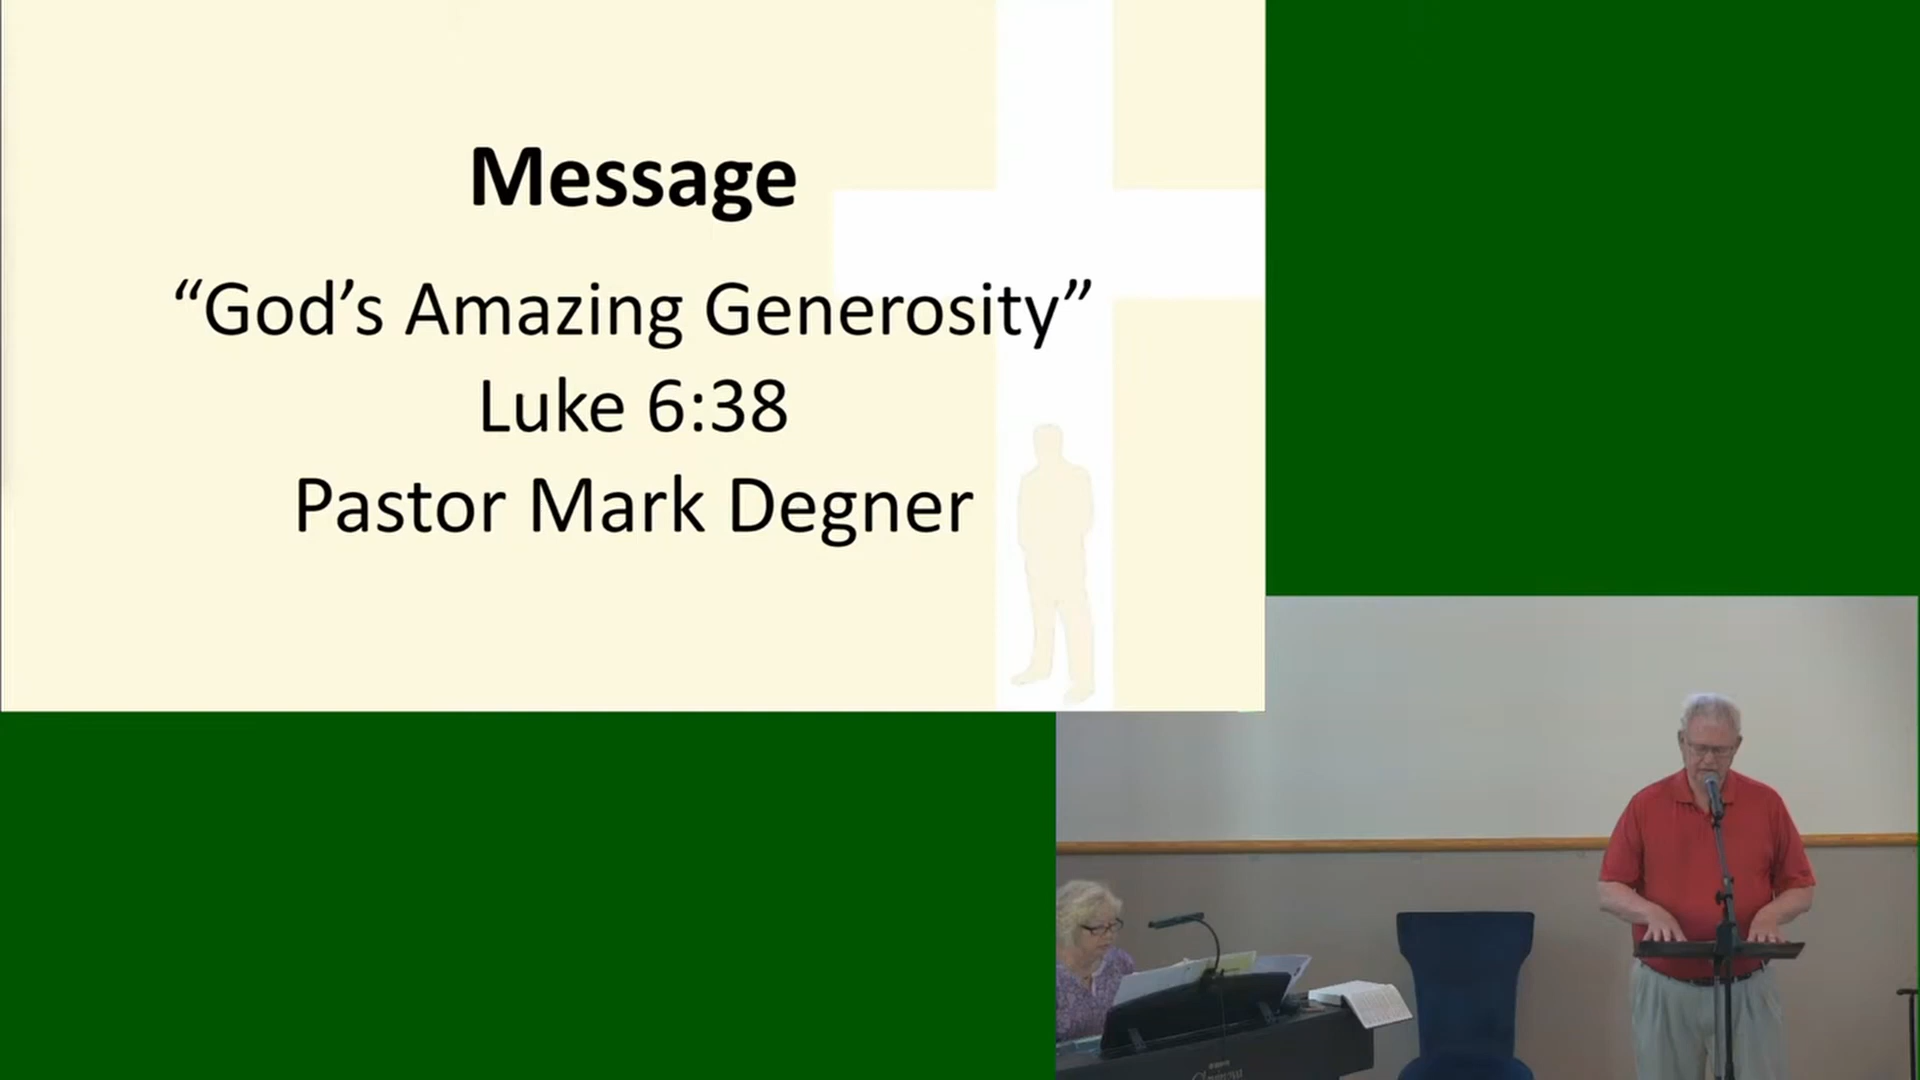 Message
“God’s Amazing Generosity”
Luke 6:38
Pastor Mark Degner